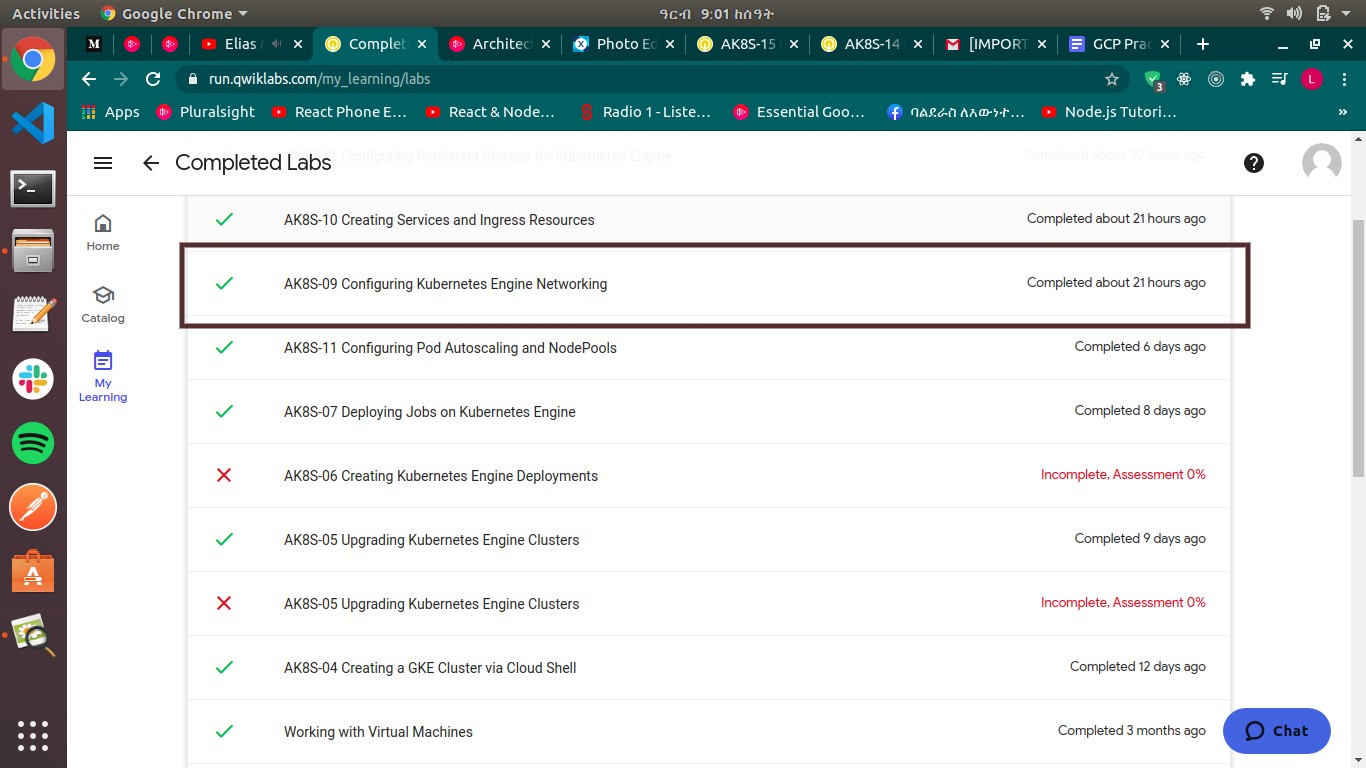 Activities Google Chrome ዓርብ 9:01 ከሰዓት
Elias Complet Architec Photo Ed AK8S-15 AK8S-14 [IMPORT GCP Prac
run.qwiklabs.com/my_learning/labs
3
L
Apps Pluralsight React Phone E... React & Node... Radio 1 - Liste... Essential Goo... ባልደራስ ለእውነተ... Node.js Tutori... »
Configuring Persistent Storage for Kubernetes Engine Completed about 20 hours ago
Completed Labs
Home
Catalog
My
Learning
AK8S-10 Creating Services and Ingress Resources Completed about 21 hours ago
AK8S-09 Configuring Kubernetes Engine Networking Completed about 21 hours ago
AK8S-11 Configuring Pod Autoscaling and NodePools Completed 6 days ago
AK8S-07 Deploying Jobs on Kubernetes Engine Completed 8 days ago
AK8S-06 Creating Kubernetes Engine Deployments Incomplete, Assessment 0%
AK8S-05 Upgrading Kubernetes Engine Clusters Completed 9 days ago
AK8S-05 Upgrading Kubernetes Engine Clusters Incomplete, Assessment 0%
AK8S-04 Creating a GKE Cluster via Cloud Shell Completed 12 days ago
Working with Virtual Machines Completed 3 months ago
Chat